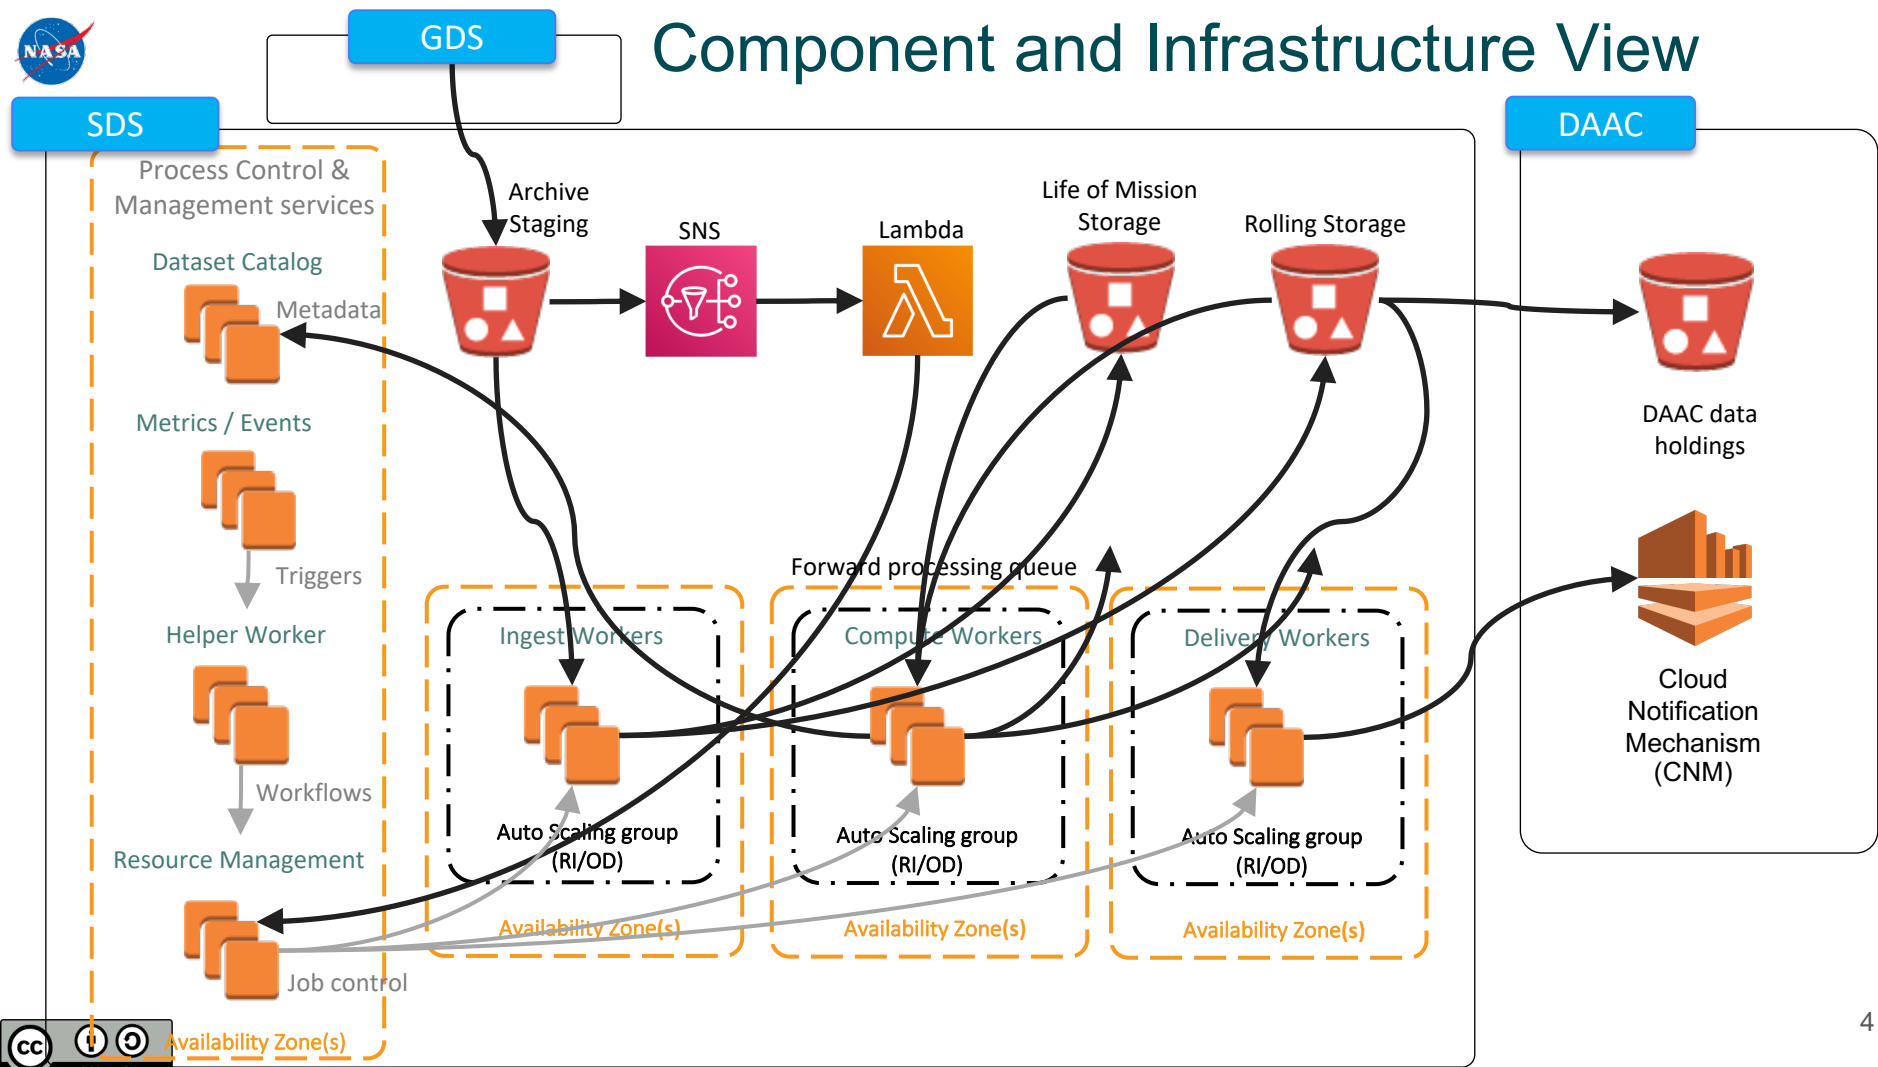 NASA
GDS
Component and Infrastructure View
SDS
DAAC
Process Control &
Management services
Dataset Catalog
Metadata
Metrics / Events
Triggers
Helper Worker
Workflows
Resource Management
Job control
Availability Zone(s)
Archive
Staging
SNS
Lambda
Life of Mission
Storage
Rolling Storage
Forward processing queue
Ingest Workers
Auto Scaling group
(RI/OD)
Availability Zone(s)
Compute Workers
Auto Scaling group
(RI/OD)
Availability Zone(s)
Delivery Workers
Auto Scaling group
(RI/OD)
Availability Zone(s)
DAAC data
holdings
Cloud
Notification
Mechanism
(CNM)
cc
4